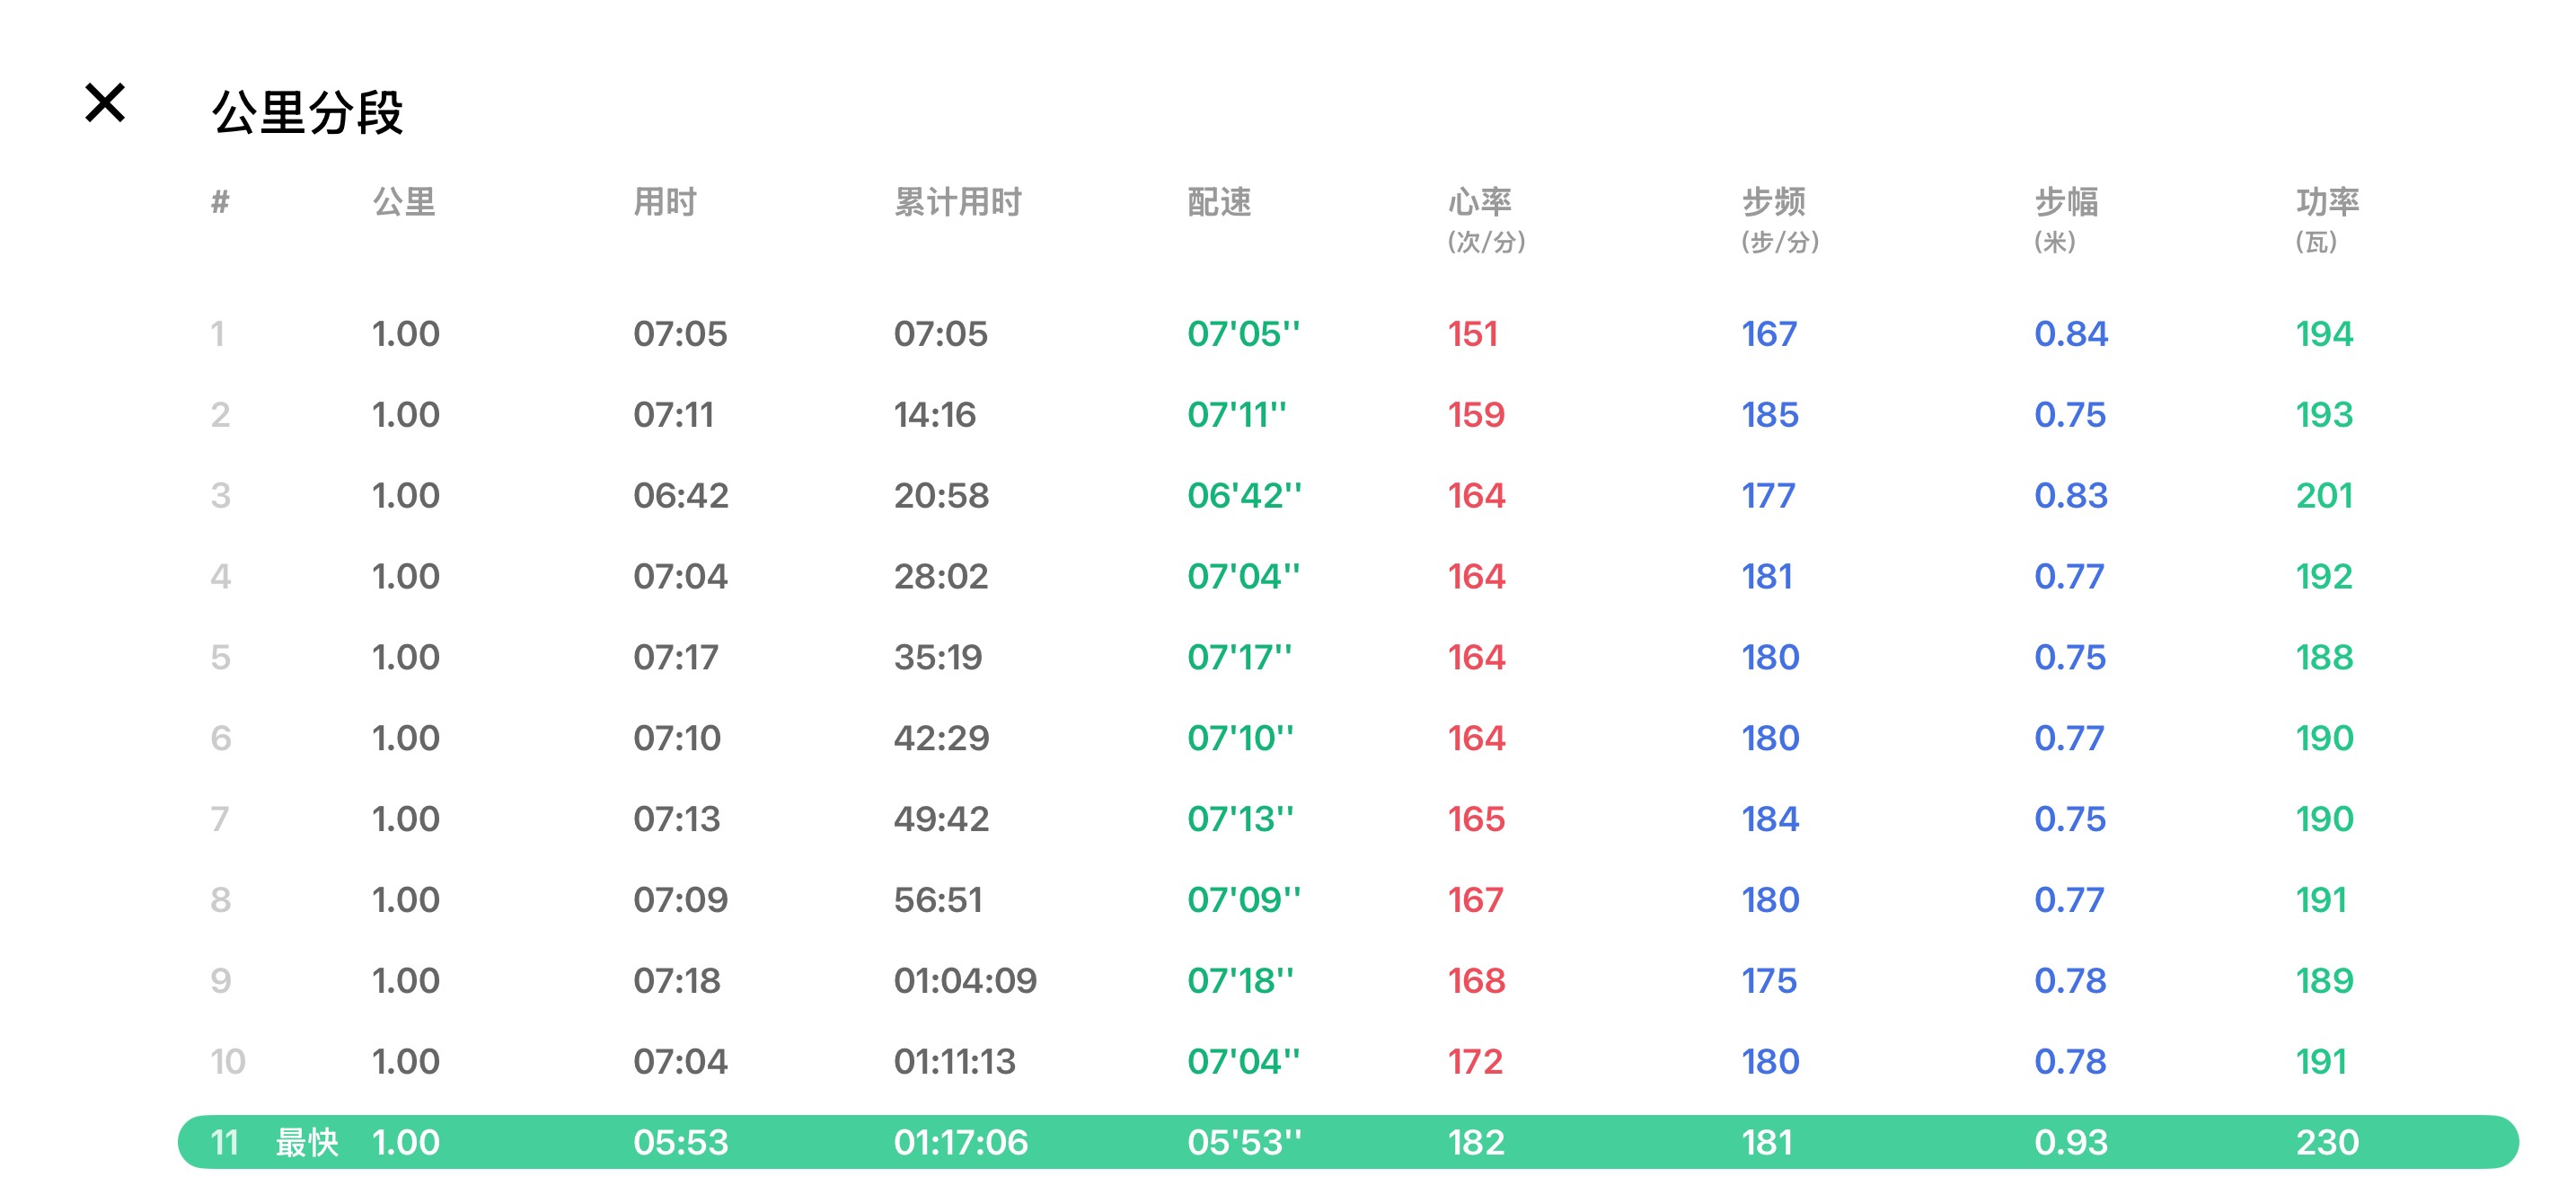 公里分段
# 公里 用时 累计用时 配速 心率 步频 步幅 功率
(次/分) (步/分) (米) (瓦)
1 1.00 07:05 07:05 07'05'' 151 167 0.84 194
2 1.00 07:11 14:16 07'11'' 159 185 0.75 193
3 1.00 06:42 20:58 06'42'' 164 177 0.83 201
4 1.00 07:04 28:02 07'04'' 164 181 0.77 192
5 1.00 07:17 35:19 07'17'' 164 180 0.75 188
6 1.00 07:10 42:29 07'10'' 164 180 0.77 190
7 1.00 07:13 49:42 07'13'' 165 184 0.75 190
8 1.00 07:09 56:51 07'09'' 167 180 0.77 191
9 1.00 07:18 01:04:09 07'18'' 168 175 0.78 189
10 1.00 07:04 01:11:13 07'04'' 172 180 0.78 191
11 最快 1.00 05:53 01:17:06 05'53'' 182 181 0.93 230